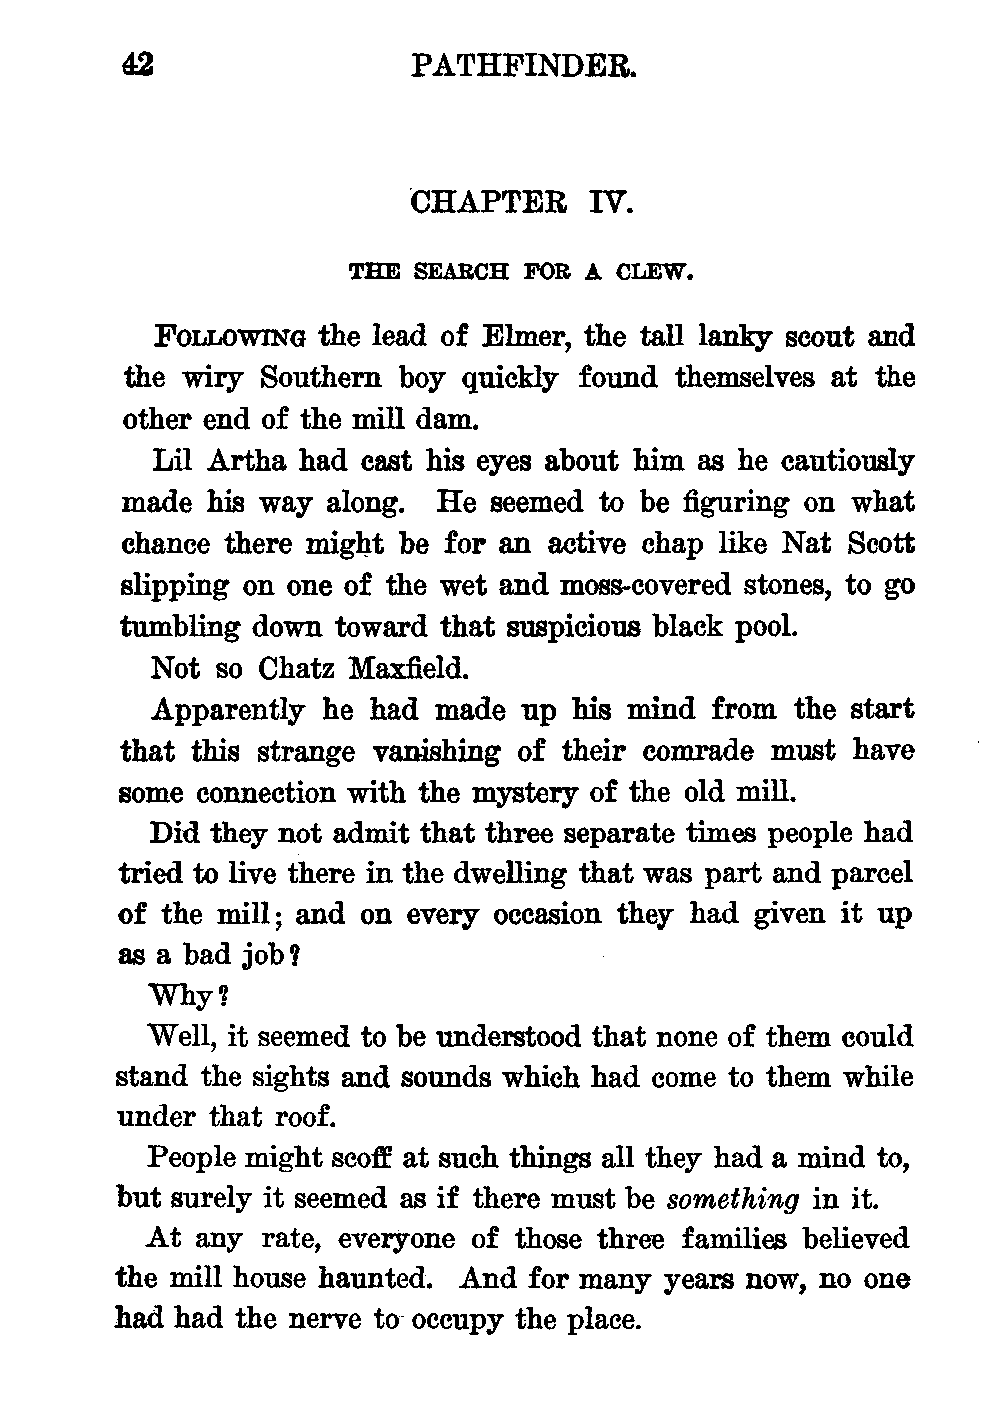 42 PATHFINDER.
CHAPTER IV.
THE SEARCH FOR A CLEW.
FOLLOWING the lead of Elmer, the tall lanky scout and
the wiry Southern boy quickly found themselves at the
other end of the mill dam.
Lil Artha had cast his eyes about him as he cautiously
made his way along. He seemed to be figuring on what
chance there might be for an active chap like Nat Scott
slipping on one of the wet and moss-covered stones, to go
tumbling down toward that suspicious black pool.
Not so Chatz Maxfield.
Apparently he had made up his mind from the start
that this strange vanishing of their comrade must have
some connection with the mystery of the old mill.
Did they not admit that three separate times people had
tried to live there in the dwelling that was part and parcel
of the mill; and on every occasion they had given it up
as a bad job?
Why?
Well, it seemed to be understood that none of them could
stand the sights and sounds which had come to them while
under that roof.
People might scoff at such things all they had a mind to,
but surely it seemed as if there must be something in it.
At any rate, everyone of those three families believed
the mill house haunted. And for many years now, no one
had had the nerve to occupy the place.